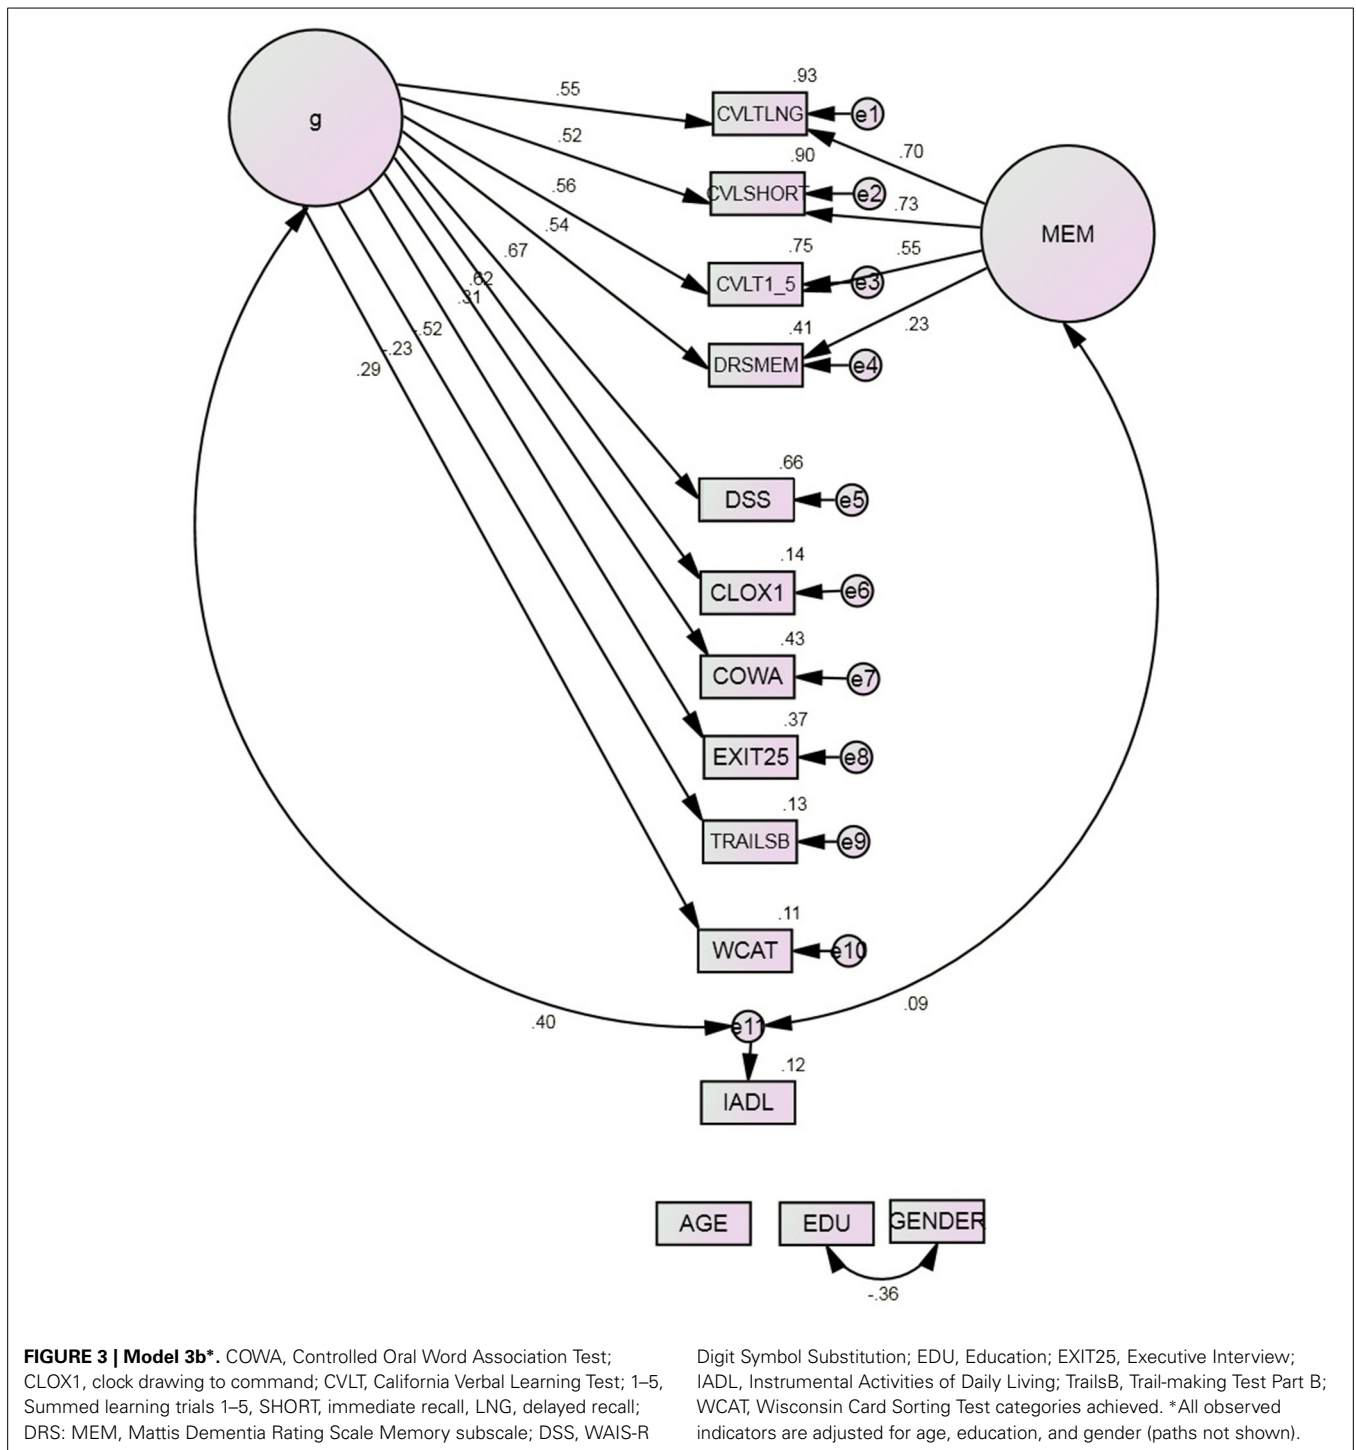 g
.55
.93
CVLTLNG
e1
.52
.90
CVLSHORT
e2
.70
.73
MEM
.56
.54
.75
CVLT1_5
e3
.55
.67
.62
.31
.41
DRSMEM
e4
.23
-.52
-.23
.29
.66
DSS
e5
.14
CLOX1
e6
.43
COWA
e7
.37
EXIT25
e8
.13
TRAILSB
e9
.11
WCAT
e10
.40
e11
.09
.12
IADL
AGE
EDU
GENDER
-.36
FIGURE 3 | Model 3b*. COWA, Controlled Oral Word Association Test;
CLOX1, clock drawing to command; CVLT, California Verbal Learning Test; 1–5,
Summed learning trials 1–5, SHORT, immediate recall, LNG, delayed recall;
DRS: MEM, Mattis Dementia Rating Scale Memory subscale; DSS, WAIS-R
Digit Symbol Substitution; EDU, Education; EXIT25, Executive Interview;
IADL, Instrumental Activities of Daily Living; TrailsB, Trail-making Test Part B;
WCAT, Wisconsin Card Sorting Test categories achieved. *All observed
indicators are adjusted for age, education, and gender (paths not shown).